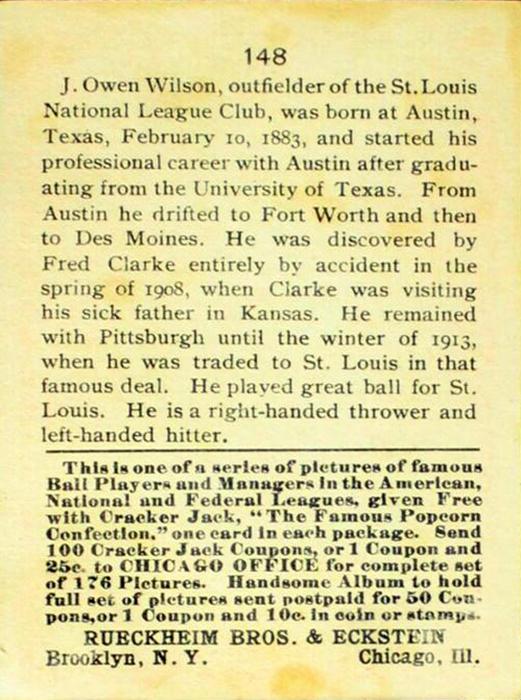 148
J. Owen Wilson, outfielder of the St. Louis
National League Club, was born at Austin,
Texas, February 10, 1883, and started his
professional career with Austin after gradu-
ating from the University of Texas. From
Austin he drifted to Fort Worth and then
to Des Moines. He was discovered by
Fred Clarke entirely by accident in the
spring of 1908, when Clarke was visiting
his sick father in Kansas. He remained
with Pittsburgh until the winter of 1913,
when he was traded to St. Louis in that
famous deal. He played great ball for St.
Louis. He is a right-handed thrower and
left-handed hitter.
This is one of a series of pictures of famous
Ball Players and Managers in the American,
National and Federal Leagues, given Free
with Cracker Jack, "The Famous Popcorn
Confection," one card in each package. Send
100 Cracker Jack Coupons, or 1 Coupon and
25c. to CHICAGO OFFICE for complete set
of 176 Pictures. Handsome Album to hold
full set of pictures sent postpaid for 50 Cou-
pons, or 1 Coupon and 10c. in coin or stamps.
RUECKHEIM BROS. & ECKSTEIN
Brooklyn, N. Y. Chicago, Ill.